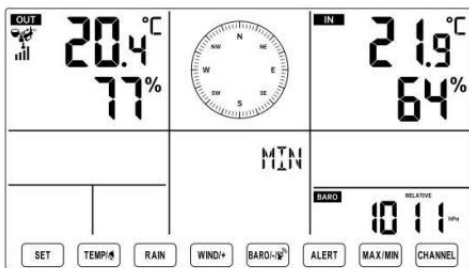 OUT
20.4°C
77%
N
NW NE
W E
SW SE
S
IN
21.9°C
64%
MIN
BARO RELATIVE
1011 hPa
SET TEMP/ RAIN WIND/+ BARO/-/ ALERT MAX/MIN CHANNEL